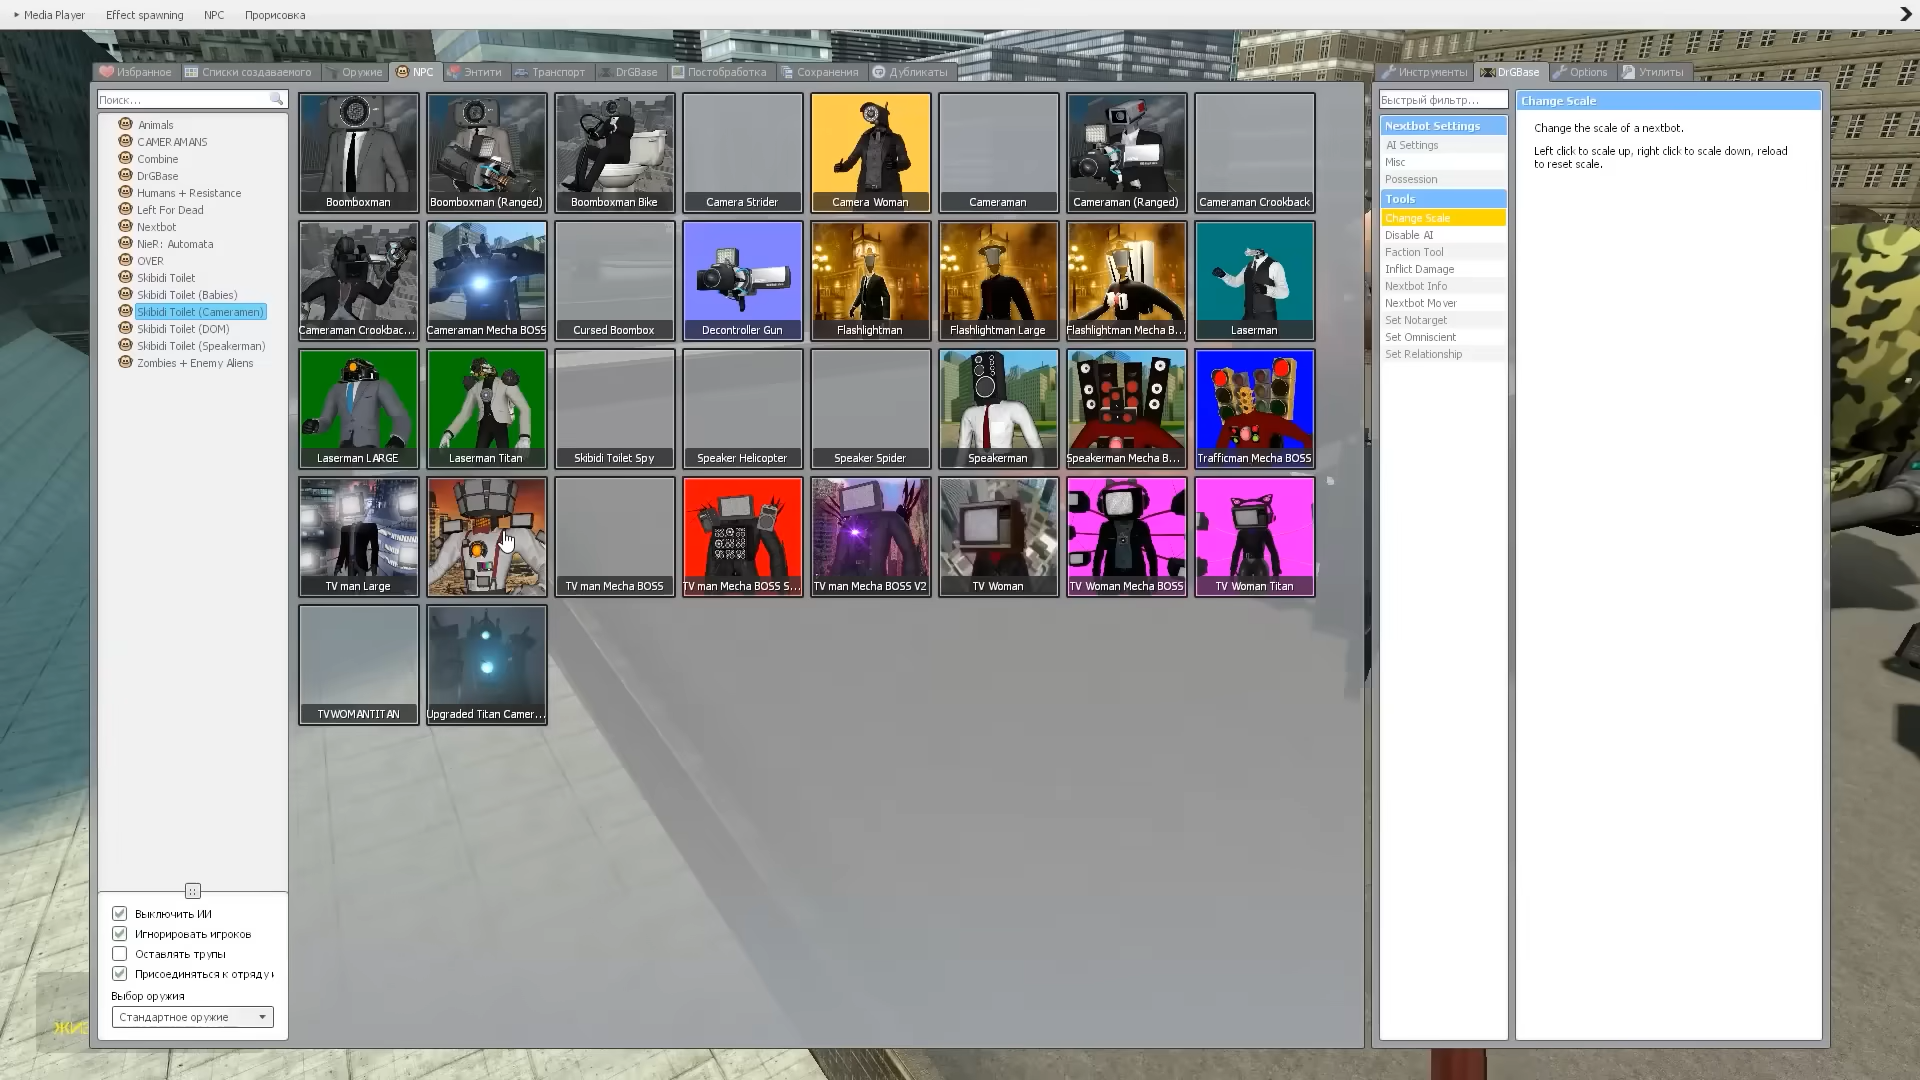 Media Player Effect spawning NPC Прорисовка
Избранное Списки создаваемого Оружие NPC Энтити Транспорт DrGBase Постобработка Сохранения Дубликаты
Инструменты DrGBase Options Утилиты
Поиск...
Animals
CAMERAMANS
Combine
DrGBase
Humans + Resistance
Left For Dead
Nextbot
NieR: Automata
OVER
Skibidi Toilet
Skibidi Toilet (Babies)
Skibidi Toilet (Cameramen)
Skibidi Toilet (DOM)
Skibidi Toilet (Speakerman)
Zombies + Enemy Aliens
Выключить ИИ
Игнорировать игроков
Оставлять трупы
Присоединяться к отряду
Выбор оружия
Стандартное оружие
Boomboxman Boomboxman (Ranged) Boomboxman Bike Camera Strider Camera Woman Cameraman Cameraman (Ranged) Cameraman Crookback
Cameraman Crookbac... Cameraman Mecha BOSS Cursed Boombox Decontroller Gun Flashlightman Flashlightman Large Flashlightman Mecha B... Laserman
Laserman LARGE Laserman Titan Skibidi Toilet Spy Speaker Helicopter Speaker Spider Speakerman Speakerman Mecha B... Trafficman Mecha BOSS
TV man Large TV man Mecha BOSS TV man Mecha BOSS S... TV man Mecha BOSS V2 TV Woman TV Woman Mecha BOSS TV Woman Titan
TVWOMANTITAN Upgraded Titan Camer...
Быстрый фильтр...
Nextbot Settings
AI Settings
Misc
Possession
Tools
Change Scale
Disable AI
Faction Tool
Inflict Damage
Nextbot Info
Nextbot Mover
Set Notarget
Set Omniscient
Set Relationship
Change Scale
Change the scale of a nextbot.
Left click to scale up, right click to scale down, reload
to reset scale.